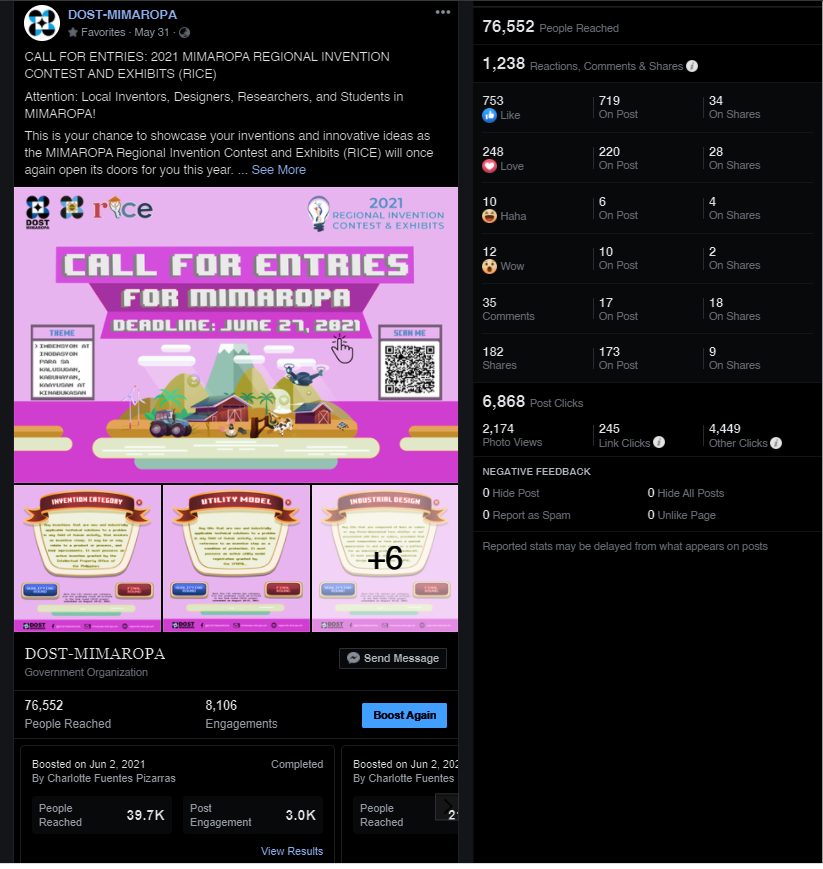 DOST-MIMAROPA
Favorites · May 31 ·
CALL FOR ENTRIES: 2021 MIMAROPA REGIONAL INVENTION
CONTEST AND EXHIBITS (RICE)
Attention: Local Inventors, Designers, Researchers, and Students in
MIMAROPA!
This is your chance to showcase your inventions and innovative ideas as
the MIMAROPA Regional Invention Contest and Exhibits (RICE) will once
again open its doors for you this year. ... See More
DOST
MIMAROPA
rice
2021
REGIONAL INVENTION
CONTEST & EXHIBITS
CALL FOR ENTRIES
FOR MIMAROPA
DEADLINE: JUNE 27, 2021
THEME
> IMBENSYON AT
INOBASYON
PARA SA
KALUSUGAN,
KABUHAYAN,
KAAYUSAN AT
KINABUKASAN
SCAN ME
INVENTION CATEGORY
UTILITY MODEL
INDUSTRIAL DESIGN
QUALIFYING
ROUND
FINAL
ROUND
+6
DOST-MIMAROPA
Government Organization
Send Message
76,552
People Reached
8,106
Engagements
Boost Again
Boosted on Jun 2, 2021
By Charlotte Fuentes Pizarras
Completed
People
Reached
39.7K
Post
Engagement
3.0K
View Results
Boosted on Jun 2, 202
By Charlotte Fuentes
People
Reached
76,552 People Reached
1,238 Reactions, Comments & Shares
753
Like
719
On Post
34
On Shares
248
Love
220
On Post
28
On Shares
10
Haha
6
On Post
4
On Shares
12
Wow
10
On Post
2
On Shares
35
Comments
17
On Post
18
On Shares
182
Shares
173
On Post
9
On Shares
6,868 Post Clicks
2,174
Photo Views
245
Link Clicks
4,449
Other Clicks
NEGATIVE FEEDBACK
0 Hide Post
0 Hide All Posts
0 Report as Spam
0 Unlike Page
Reported stats may be delayed from what appears on posts